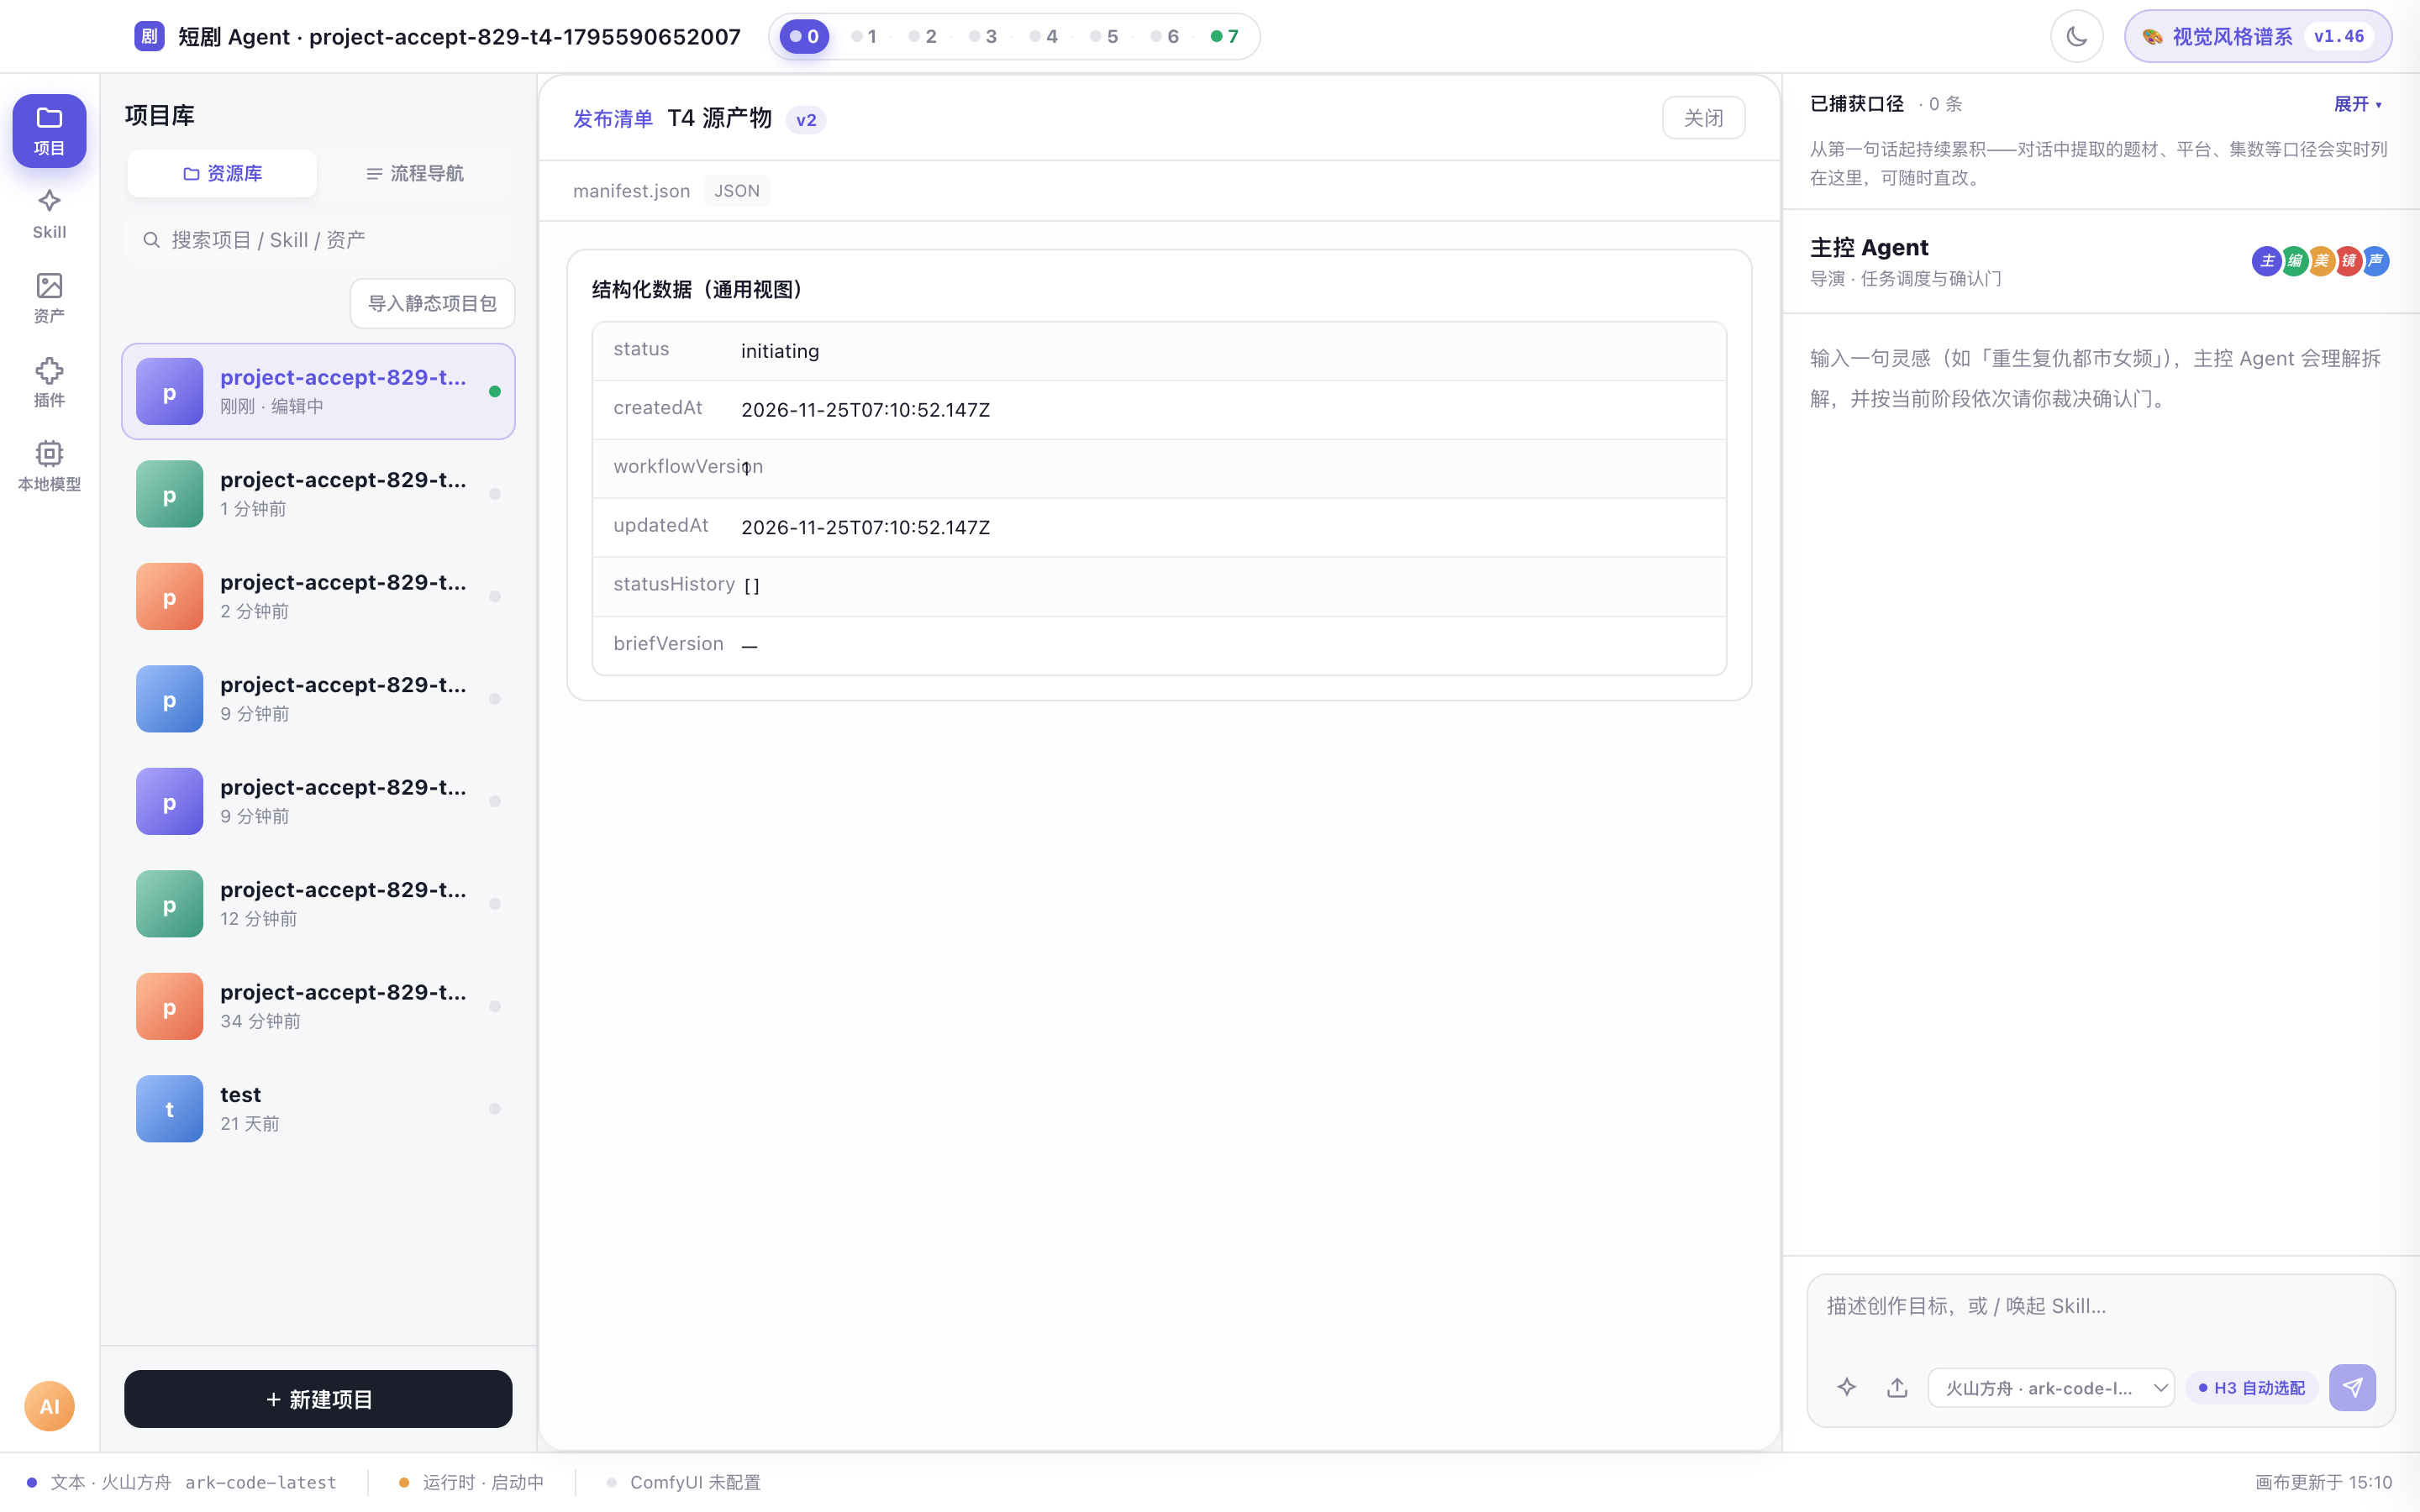 剧 短剧 Agent · project-accept-829-t4-1795590652007
0 · 1 · 2 · 3 · 4 · 5 · 6 · 7
视觉风格谱系 v1.46
项目
Skill
资产
插件
本地模型
AI
项目库
资源库 流程导航
搜索项目 / Skill / 资产
导入静态项目包
p project-accept-829-t...
刚刚 · 编辑中
p project-accept-829-t...
1 分钟前
p project-accept-829-t...
2 分钟前
p project-accept-829-t...
9 分钟前
p project-accept-829-t...
9 分钟前
p project-accept-829-t...
12 分钟前
p project-accept-829-t...
34 分钟前
t test
21 天前
+ 新建项目
发布清单 T4 源产物 v2 关闭
manifest.json JSON
结构化数据（通用视图）
status initiating
createdAt 2026-11-25T07:10:52.147Z
workflowVersion 1
updatedAt 2026-11-25T07:10:52.147Z
statusHistory []
briefVersion —
已捕获口径 · 0 条 展开 ▾
从第一句话起持续累积——对话中提取的题材、平台、集数等口径会实时列
在这里，可随时直改。
主控 Agent
导演 · 任务调度与确认门
主 编 美 镜 声
输入一句灵感（如「重生复仇都市女频」），主控 Agent 会理解拆
解，并按当前阶段依次请你裁决确认门。
描述创作目标，或 / 唤起 Skill...
火山方舟 · ark-code-l... H3 自动选配
文本 · 火山方舟 ark-code-latest
运行时 · 启动中
ComfyUI 未配置
画布更新于 15:10